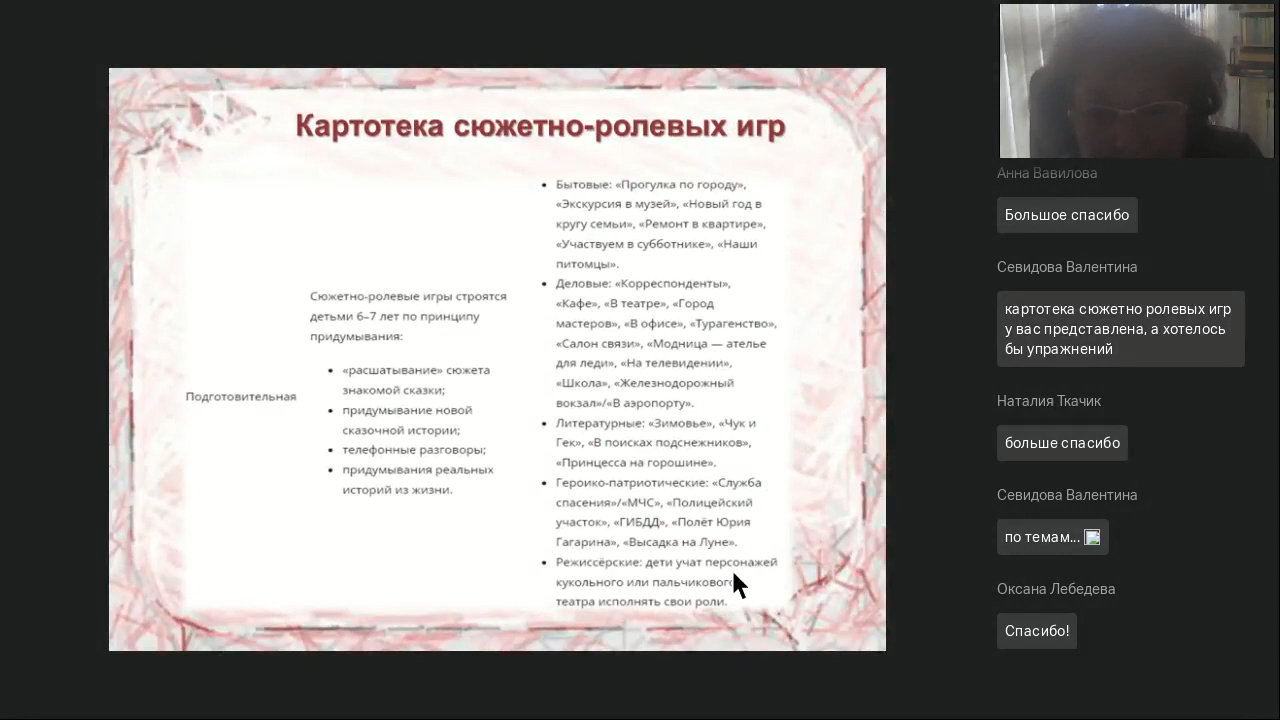 Картотека сюжетно-ролевых игр
Подготовительная
Сюжетно-ролевые игры строятся
детьми 6–7 лет по принципу
придумывания:
• «расшатывание» сюжета
знакомой сказки;
• придумывание новой
сказочной истории;
• телефонные разговоры;
• придумывания реальных
историй из жизни.
• Бытовые: «Прогулка по городу»,
«Экскурсия в музей», «Новый год в
кругу семьи», «Ремонт в квартире»,
«Участвуем в субботнике», «Наши
питомцы».
• Деловые: «Корреспонденты»,
«Кафе», «В театре», «Город
мастеров», «В офисе», «Турагенство»,
«Салон связи», «Модница — ателье
для леди», «На телевидении»,
«Школа», «Железнодорожный
вокзал»/«В аэропорту».
• Литературные: «Зимовье», «Чук и
Гек», «В поисках подснежников»,
«Принцесса на горошине».
• Героико-патриотические: «Служба
спасения»/«МЧС», «Полицейский
участок», «ГИБДД», «Полёт Юрия
Гагарина», «Высадка на Луне».
• Режиссёрские: дети учат персонажей
кукольного или пальчикового
театра исполнять свои роли.
Анна Вавилова
Большое спасибо
Севидова Валентина
картотека сюжетно ролевых игр
у вас представлена, а хотелось
бы упражнений
Наталия Ткачик
больше спасибо
Севидова Валентина
по темам...
Оксана Лебедева
Спасибо!